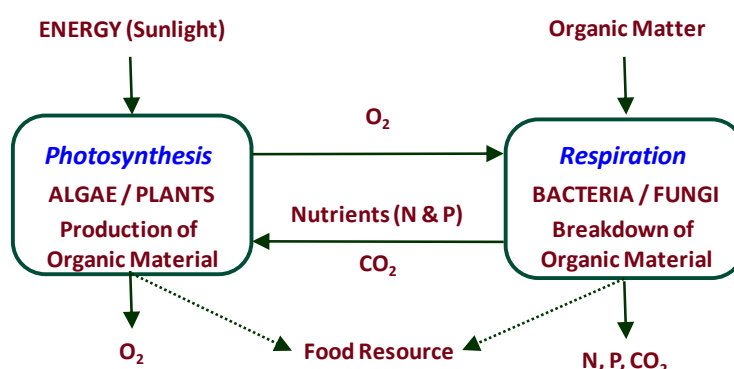 ENERGY (Sunlight)
Organic Matter
O₂
Photosynthesis
ALGAE / PLANTS
Production of
Organic Material
Nutrients (N & P)
CO₂
Respiration
BACTERIA / FUNGI
Breakdown of
Organic Material
O₂
Food Resource
N, P, CO₂